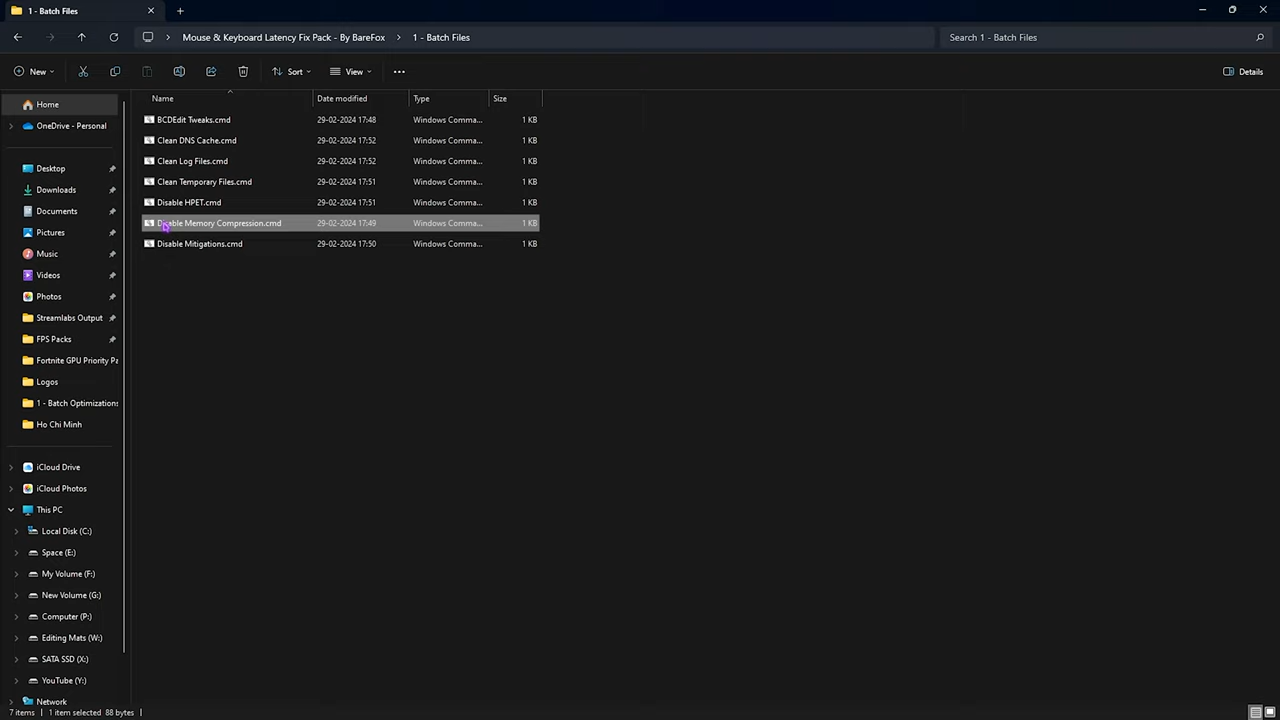 1 - Batch Files
Mouse & Keyboard Latency Fix Pack - By BareFox > 1 - Batch Files
Search 1 - Batch Files
New
Sort
View
Details
Name Date modified Type Size
Home
OneDrive - Personal
Desktop
Downloads
Documents
Pictures
Music
Videos
Photos
Streamlabs Output
FPS Packs
Fortnite GPU Priority Pa
Logos
1 - Batch Optimizations
Ho Chi Minh
iCloud Drive
iCloud Photos
This PC
Local Disk (C:)
Space (E:)
My Volume (F:)
New Volume (G:)
Computer (P:)
Editing Mats (W:)
SATA SSD (X:)
YouTube (Y:)
Network
BCDEdit Tweaks.cmd 29-02-2024 17:48 Windows Comma... 1 KB
Clean DNS Cache.cmd 29-02-2024 17:52 Windows Comma... 1 KB
Clean Log Files.cmd 29-02-2024 17:52 Windows Comma... 1 KB
Clean Temporary Files.cmd 29-02-2024 17:51 Windows Comma... 1 KB
Disable HPET.cmd 29-02-2024 17:51 Windows Comma... 1 KB
Disable Memory Compression.cmd 29-02-2024 17:49 Windows Comma... 1 KB
Disable Mitigations.cmd 29-02-2024 17:50 Windows Comma... 1 KB
7 items 1 item selected 88 bytes